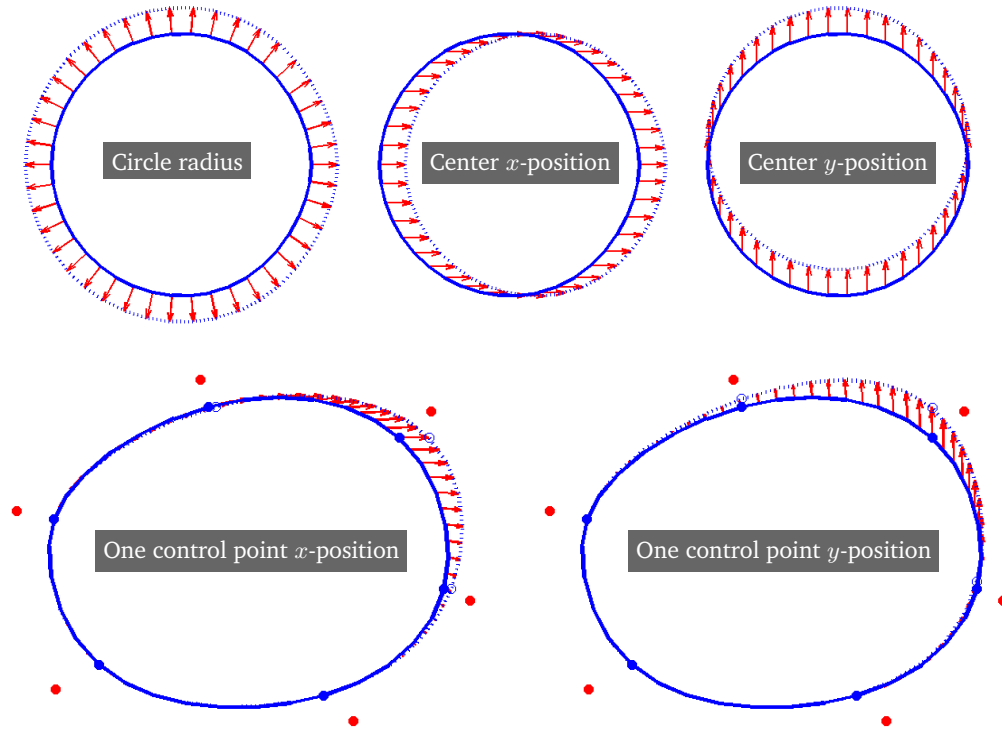 Circle radius
Center x-position
Center y-position
One control point x-position
One control point y-position